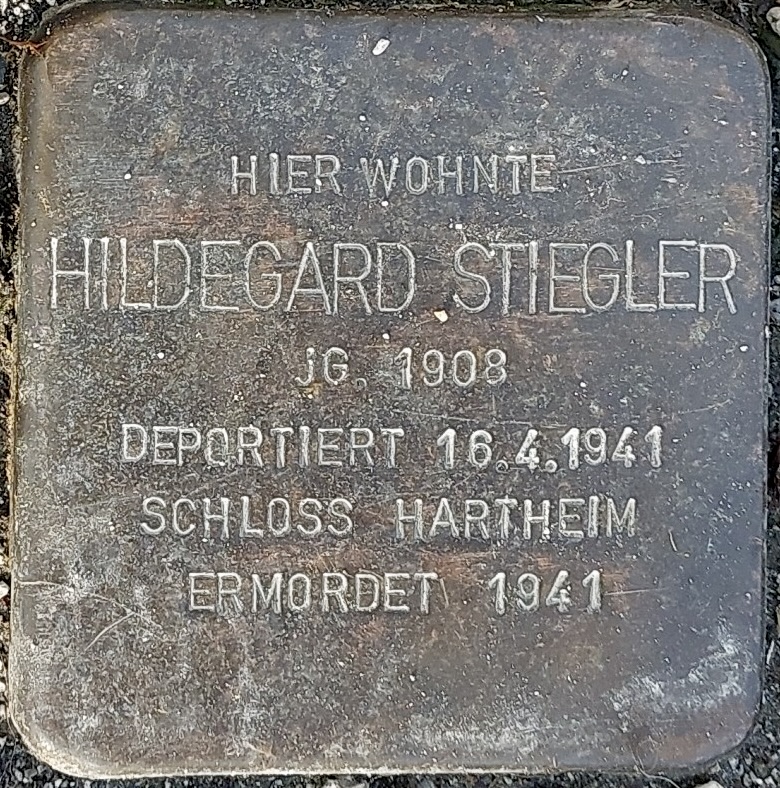 HIER WOHNTE
HILDEGARD STIEGLER
JG. 1908
DEPORTIERT 16.4.1941
SCHLOSS HARTHEIM
ERMORDET 1941